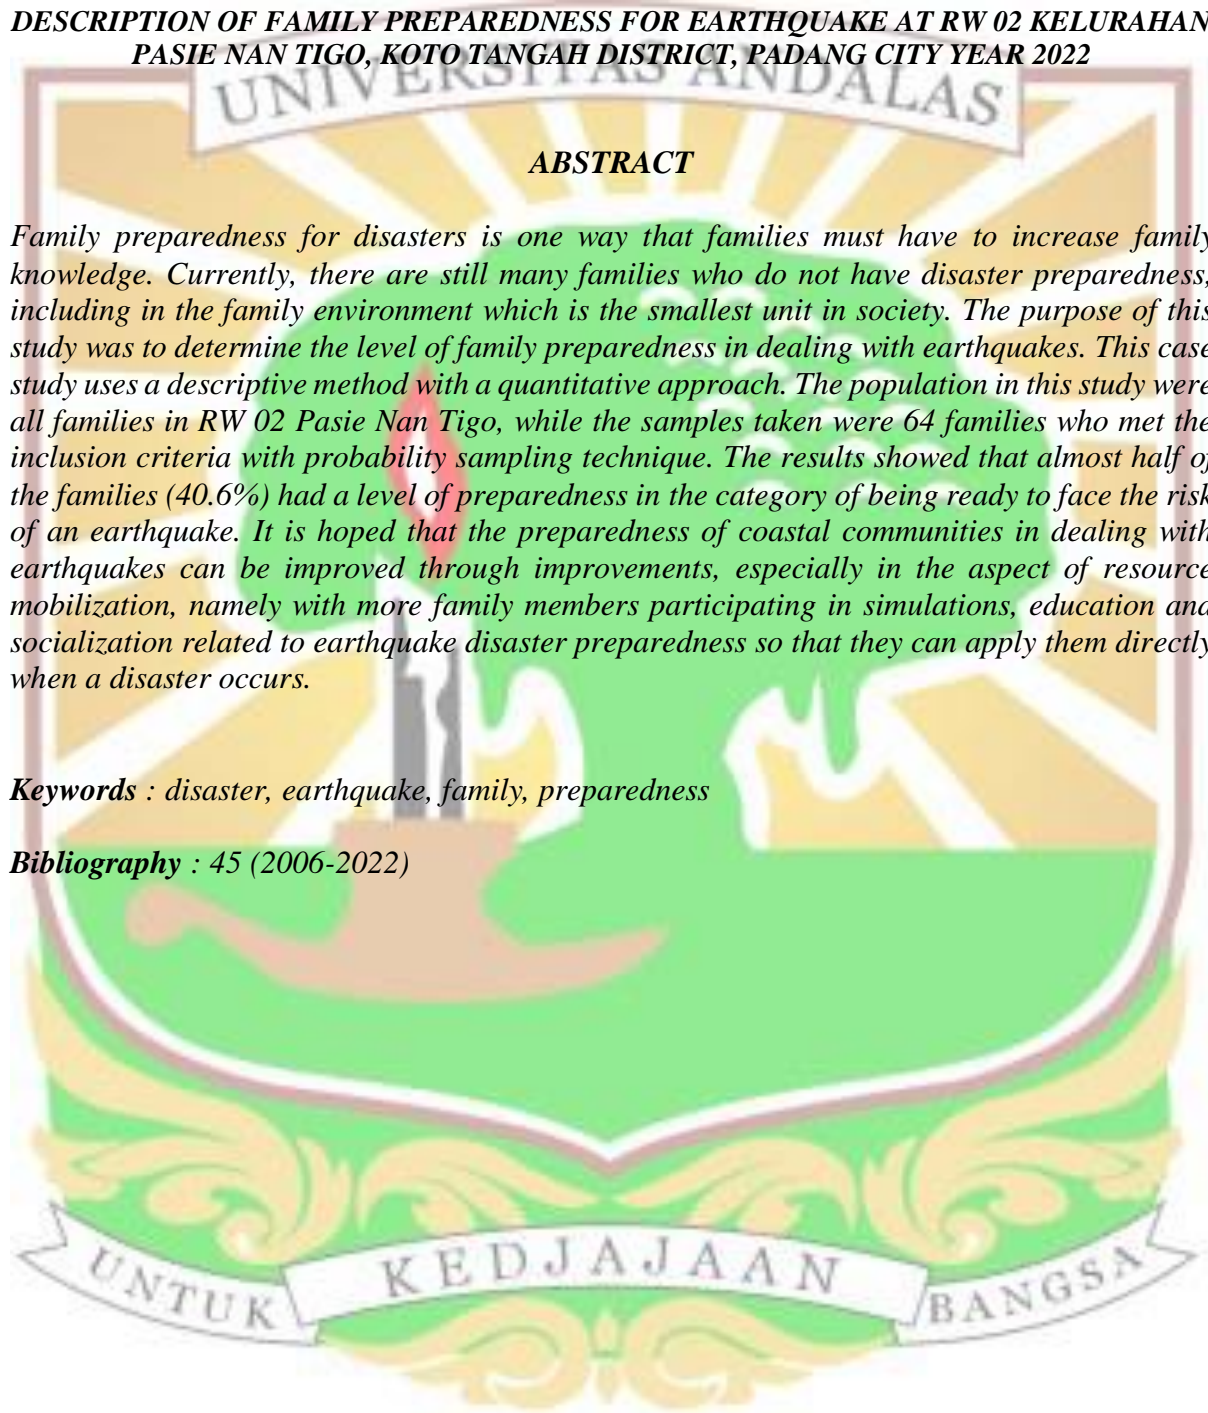 DESCRIPTION OF FAMILY PREPAREDNESS FOR EARTHQUAKE AT RW 02 KELURAHAN
PASIE NAN TIGO, KOTO TANGAH DISTRICT, PADANG CITY YEAR 2022
UNIVERSITAS ANDALAS
ABSTRACT
Family preparedness for disasters is one way that families must have to increase family
knowledge. Currently, there are still many families who do not have disaster preparedness,
including in the family environment which is the smallest unit in society. The purpose of this
study was to determine the level of family preparedness in dealing with earthquakes. This case
study uses a descriptive method with a quantitative approach. The population in this study were
all families in RW 02 Pasie Nan Tigo, while the samples taken were 64 families who met the
inclusion criteria with probability sampling technique. The results showed that almost half of
the families (40.6%) had a level of preparedness in the category of being ready to face the risk
of an earthquake. It is hoped that the preparedness of coastal communities in dealing with
earthquakes can be improved through improvements, especially in the aspect of resource
mobilization, namely with more family members participating in simulations, education and
socialization related to earthquake disaster preparedness so that they can apply them directly
when a disaster occurs.
Keywords : disaster, earthquake, family, preparedness
Bibliography : 45 (2006-2022)
UNTUK KEDJAJAAN BANGSA